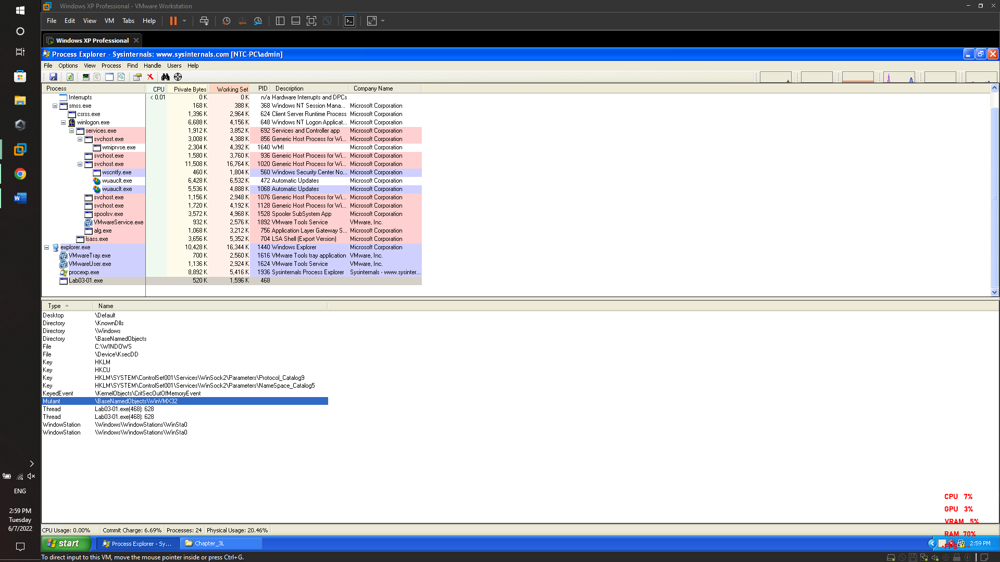 Windows XP Professional - VMware Workstation
File Edit View VM Tabs Help
Windows XP Professional
Process Explorer - Sysinternals: www.sysinternals.com [NTC-PC\admin]
File Options View Process Find Handle Users Help
Process CPU Private Bytes Working Set PID Description Company Name
Interrupts < 0.01 0 K 0 K n/a Hardware Interrupts and DPCs
smss.exe 168 K 388 K 368 Windows NT Session Mana... Microsoft Corporation
csrss.exe 1,396 K 2,964 K 624 Client Server Runtime Process Microsoft Corporation
winlogon.exe 6,688 K 4,156 K 648 Windows NT Logon Applicat... Microsoft Corporation
services.exe 1,912 K 3,852 K 692 Services and Controller app Microsoft Corporation
svchost.exe 3,008 K 4,388 K 856 Generic Host Process for Wi... Microsoft Corporation
wmiprvse.exe 2,304 K 4,392 K 1640 WMI Microsoft Corporation
svchost.exe 1,580 K 3,760 K 936 Generic Host Process for Wi... Microsoft Corporation
svchost.exe 11,508 K 16,764 K 1020 Generic Host Process for Wi... Microsoft Corporation
wscntfy.exe 460 K 1,804 K 560 Windows Security Center No... Microsoft Corporation
wuauclt.exe 6,428 K 6,532 K 472 Automatic Updates Microsoft Corporation
wuauclt.exe 5,536 K 4,888 K 1068 Automatic Updates Microsoft Corporation
svchost.exe 1,156 K 2,948 K 1076 Generic Host Process for Wi... Microsoft Corporation
svchost.exe 1,720 K 4,192 K 1128 Generic Host Process for Wi... Microsoft Corporation
spoolsv.exe 3,572 K 4,968 K 1528 Spooler SubSystem App Microsoft Corporation
VMwareService.exe 932 K 2,576 K 1892 VMware Tools Service VMware, Inc.
alg.exe 1,068 K 3,212 K 756 Application Layer Gateway S... Microsoft Corporation
lsass.exe 3,656 K 5,352 K 704 LSA Shell (Export Version) Microsoft Corporation
explorer.exe 10,428 K 16,344 K 1440 Windows Explorer Microsoft Corporation
VMwareTray.exe 700 K 2,560 K 1616 VMware Tools tray application VMware, Inc.
VMwareUser.exe 1,136 K 2,924 K 1624 VMware Tools Service VMware, Inc.
procexp.exe 8,892 K 5,416 K 1936 Sysinternals Process Explorer Sysinternals - www.sysinter...
Lab03-01.exe 520 K 1,596 K 468
Type Name
Desktop \Default
Directory \KnownDlls
Directory \Windows
Directory \BaseNamedObjects
File C:\WINDOWS
File \Device\KsecDD
Key HKLM
Key HKCU
Key HKLM\SYSTEM\ControlSet001\Services\WinSock2\Parameters\Protocol_Catalog9
Key HKLM\SYSTEM\ControlSet001\Services\WinSock2\Parameters\NameSpace_Catalog5
KeyedEvent \KernelObjects\CritSecOutOfMemoryEvent
Mutant \BaseNamedObjects\WinVMX32
Thread Lab03-01.exe(468): 628
Thread Lab03-01.exe(468): 628
WindowStation \Windows\WindowStations\WinSta0
WindowStation \Windows\WindowStations\WinSta0
ENG
2:59 PM
Tuesday
6/7/2022
CPU 7%
GPU 3%
VRAM 5%
RAM 70%
FPS
CPU Usage: 0.00% Commit Charge: 6.69% Processes: 24 Physical Usage: 20.46%
start Process Explorer - Sy... Chapter_3L 2:59 PM
To direct input to this VM, move the mouse pointer inside or press Ctrl+G.